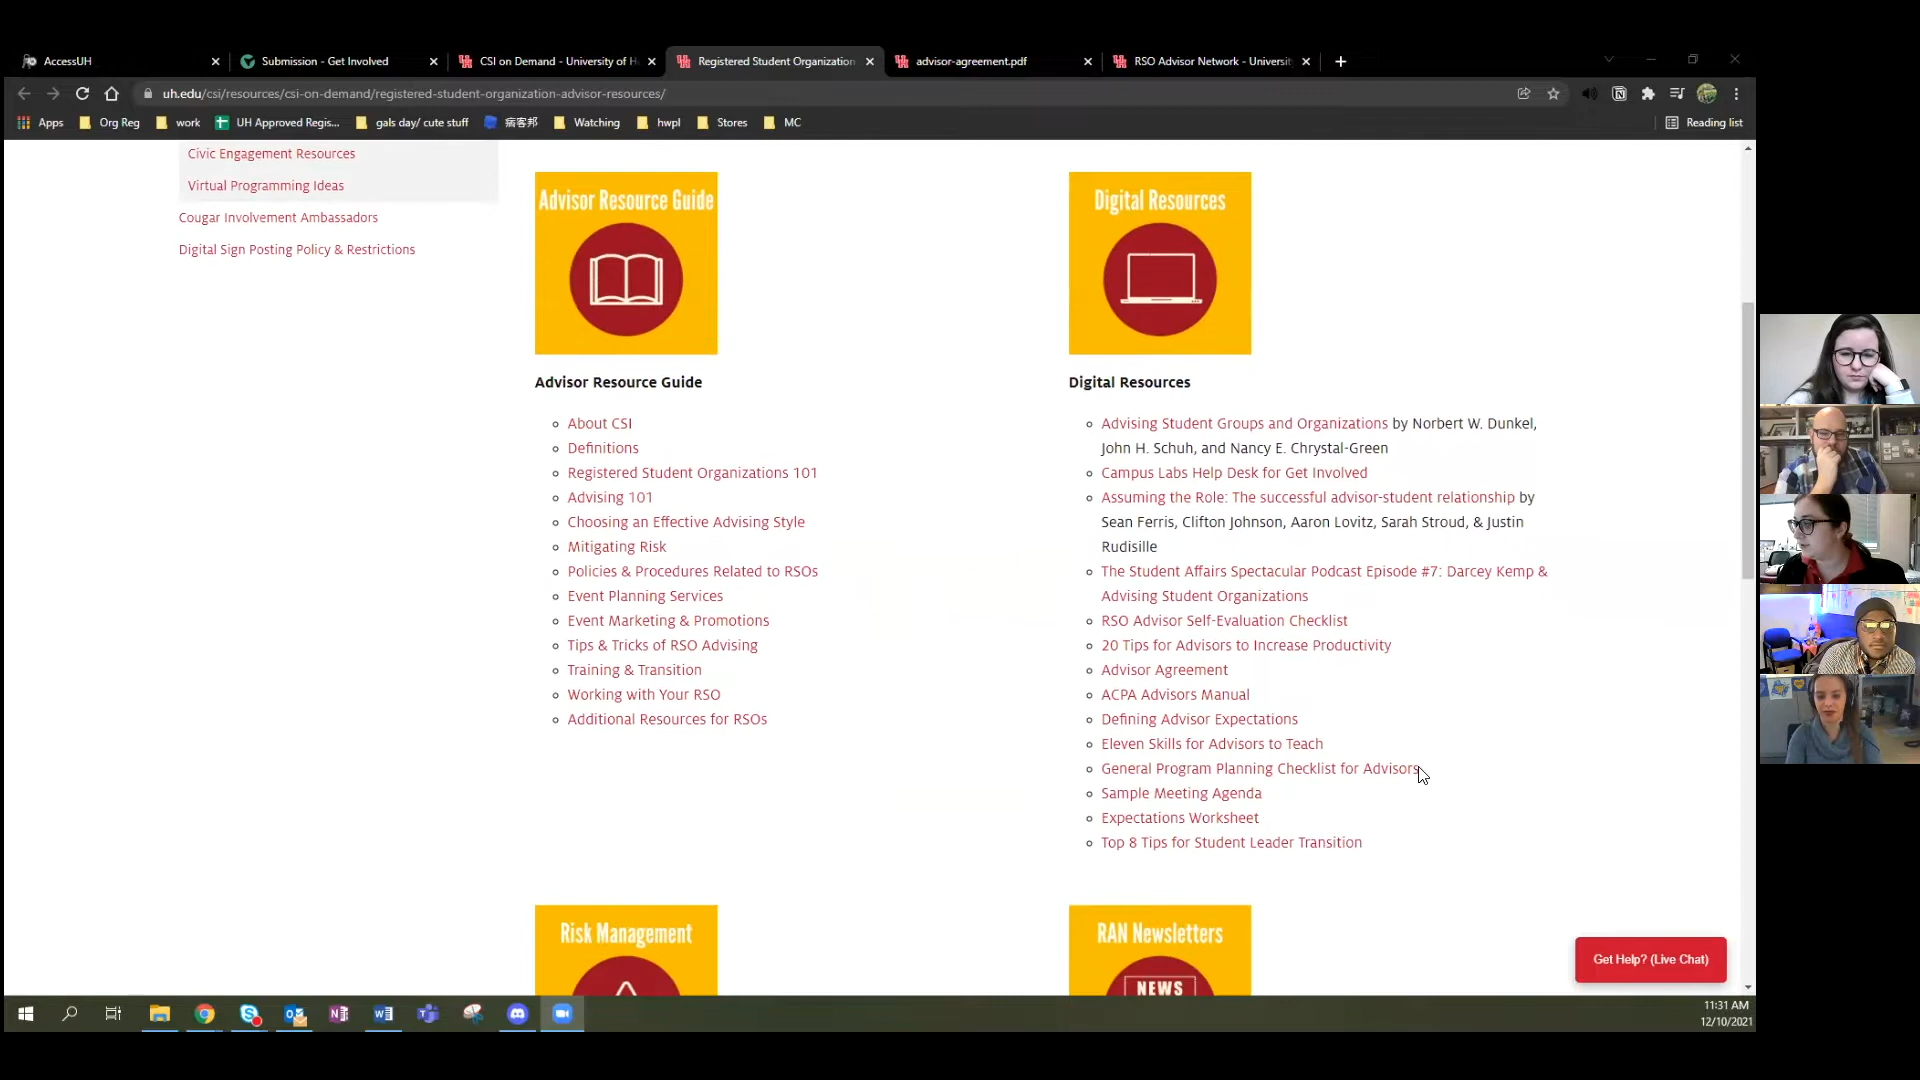 AccessUH
Submission - Get Involved
CSI on Demand - University of H
Registered Student Organization
advisor-agreement.pdf
RSO Advisor Network - Universit
uh.edu/csi/resources/csi-on-demand/registered-student-organization-advisor-resources/
Apps
Org Reg
work
UH Approved Regis...
gals day/ cute stuff
痞客邦
Watching
hwpl
Stores
MC
Reading list
Civic Engagement Resources
Virtual Programming Ideas
Cougar Involvement Ambassadors
Digital Sign Posting Policy & Restrictions
Advisor Resource Guide
Advisor Resource Guide
About CSI
Definitions
Registered Student Organizations 101
Advising 101
Choosing an Effective Advising Style
Mitigating Risk
Policies & Procedures Related to RSOs
Event Planning Services
Event Marketing & Promotions
Tips & Tricks of RSO Advising
Training & Transition
Working with Your RSO
Additional Resources for RSOs
Digital Resources
Digital Resources
Advising Student Groups and Organizations by Norbert W. Dunkel,
John H. Schuh, and Nancy E. Chrystal-Green
Campus Labs Help Desk for Get Involved
Assuming the Role: The successful advisor-student relationship by
Sean Ferris, Clifton Johnson, Aaron Lovitz, Sarah Stroud, & Justin
Rudisille
The Student Affairs Spectacular Podcast Episode #7: Darcey Kemp &
Advising Student Organizations
RSO Advisor Self-Evaluation Checklist
20 Tips for Advisors to Increase Productivity
Advisor Agreement
ACPA Advisors Manual
Defining Advisor Expectations
Eleven Skills for Advisors to Teach
General Program Planning Checklist for Advisors
Sample Meeting Agenda
Expectations Worksheet
Top 8 Tips for Student Leader Transition
Risk Management
RAN Newsletters
NEWS
Get Help? (Live Chat)
11:31 AM
12/10/2021